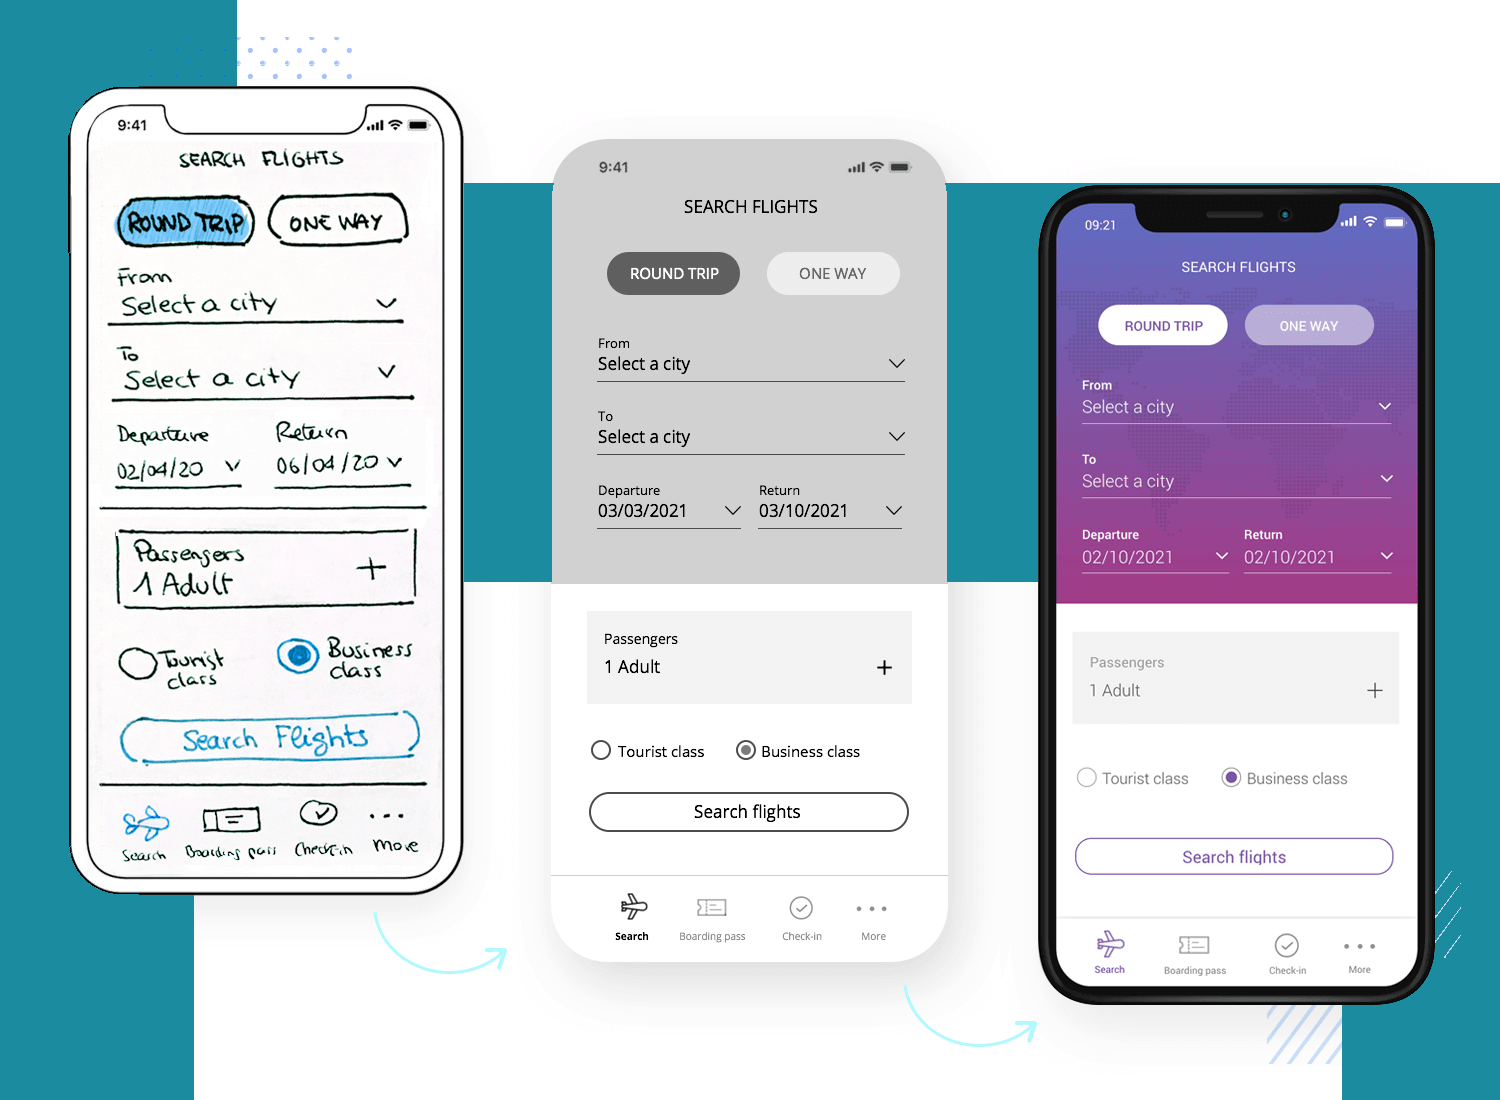 9:41
SEARCH FLIGHTS
ROUND TRIP ONE WAY
From
Select a city
To
Select a city
Departure Return
02/04/20 06/04/20
Passengers
1 Adult
Tourist class
Business class
Search Flights
Search Boarding pass Check-in More
9:41
SEARCH FLIGHTS
ROUND TRIP ONE WAY
From
Select a city
To
Select a city
Departure Return
03/03/2021 03/10/2021
Passengers
1 Adult
Tourist class Business class
Search flights
Search Boarding pass Check-in More
09:21
SEARCH FLIGHTS
ROUND TRIP ONE WAY
From
Select a city
To
Select a city
Departure Return
02/10/2021 02/10/2021
Passengers
1 Adult
Tourist class Business class
Search flights
Search Boarding pass Check-in More